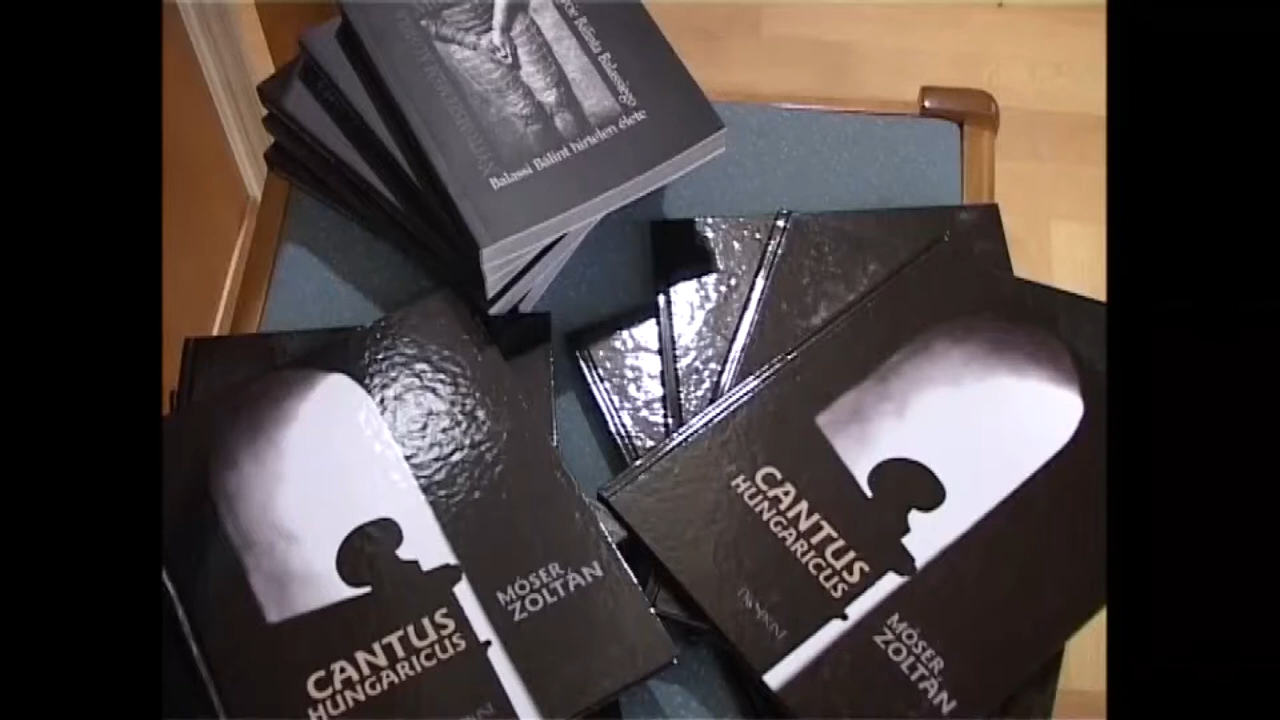 Balassi Bálint hirtelen élete
CANTUS
HUNGARICUS
MÓSER
ZOLTÁN
CANTUS
HUNGARICUS
MÓSER
ZOLTÁN